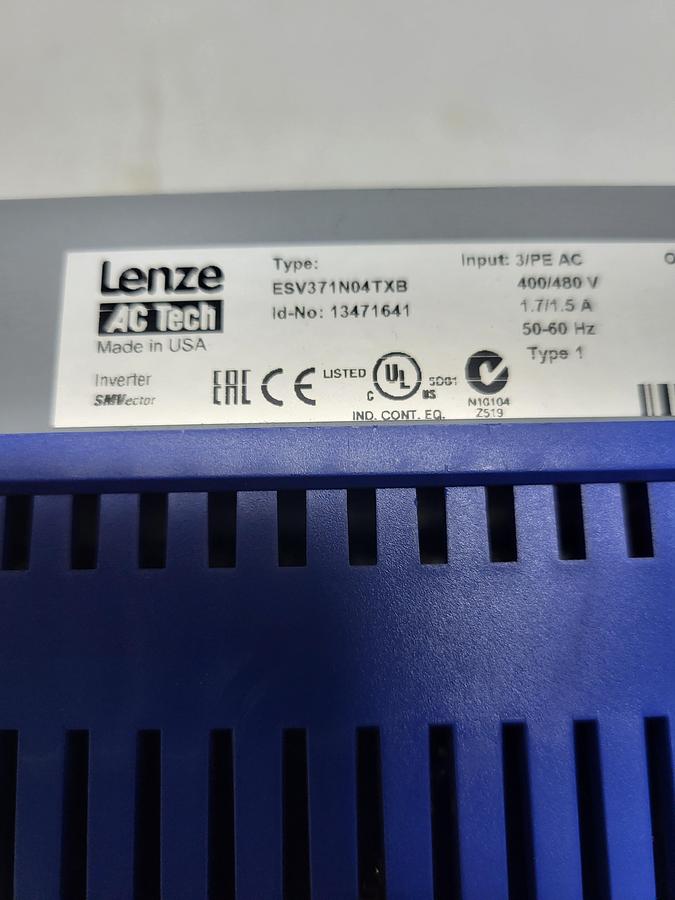 Lenze
AC Tech
Made in USA
Inverter
SMVector
Type:
ESV371N04TXB
Id-No: 13471641
EAC CE LISTED UL
C US
IND. CONT. EQ.
N10104
Z519
Input: 3/PE AC
400/480 V
1.7/1.5 A
50-60 Hz
Type 1